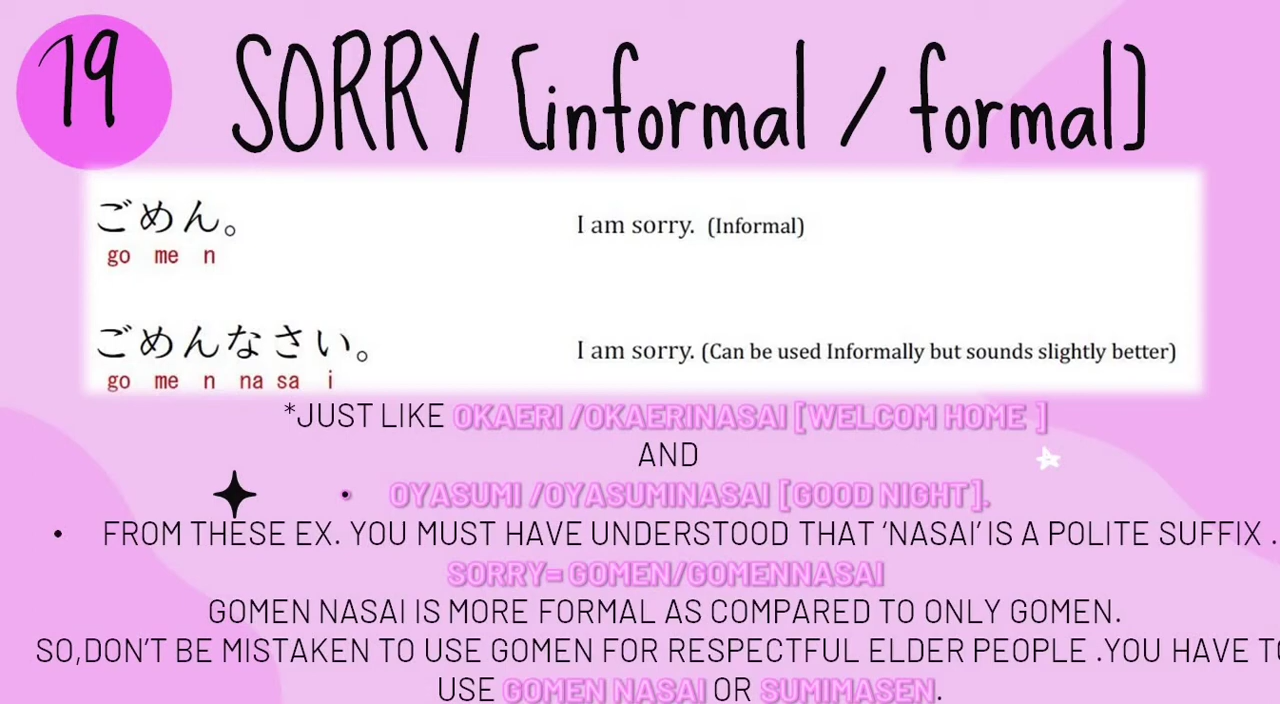 19 SORRY [informal / formal]
ごめん。 I am sorry. (Informal)
go me n
ごめんなさい。 I am sorry. (Can be used Informally but sounds slightly better)
go me n na sa i
*JUST LIKE OKAERI /OKAERINASAI [WELCOM HOME ]
AND
• OYASUMI /OYASUMINASAI [GOOD NIGHT].
• FROM THESE EX. YOU MUST HAVE UNDERSTOOD THAT ‘NASAI’ IS A POLITE SUFFIX .
SORRY= GOMEN/GOMENNASAI
GOMEN NASAI IS MORE FORMAL AS COMPARED TO ONLY GOMEN.
SO,DON’T BE MISTAKEN TO USE GOMEN FOR RESPECTFUL ELDER PEOPLE .YOU HAVE TO
USE GOMEN NASAI OR SUMIMASEN.